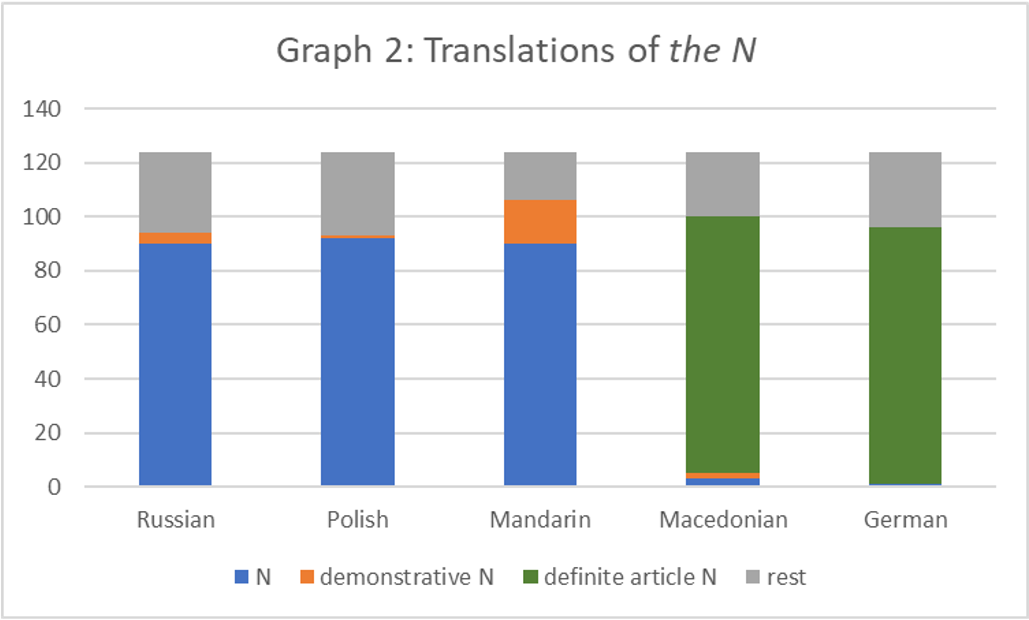 Graph 2: Translations of the N
140
120
100
80
60
40
20
0
Russian Polish Mandarin Macedonian German
N demonstrative N definite article N rest